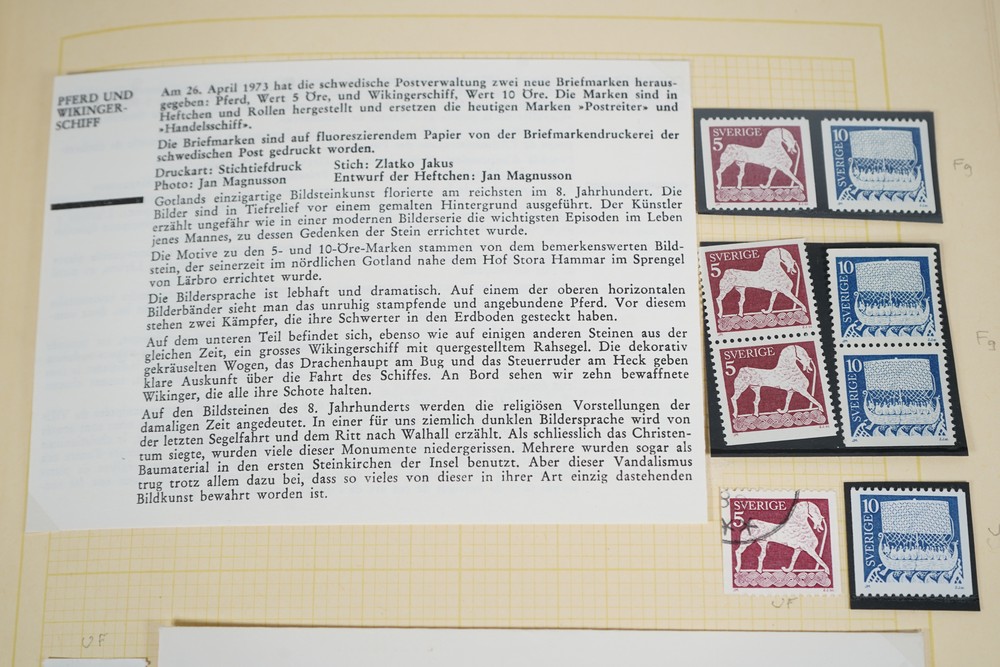 PFERD UND
WIKINGER-
SCHIFF
Am 26. April 1973 hat die schwedische Postverwaltung zwei neue Briefmarken heraus-
gegeben: Pferd, Wert 5 Öre, und Wikingerschiff, Wert 10 Öre. Die Marken sind in
Heftchen und Rollen hergestellt und ersetzen die heutigen Marken »Postreiter» und
»Handelsschiff».
Die Briefmarken sind auf fluoreszierendem Papier von der Briefmarkendruckerei der
schwedischen Post gedruckt worden.
Druckart: Stichtiefdruck Stich: Zlatko Jakus
Photo: Jan Magnusson Entwurf der Heftchen: Jan Magnusson
Gotlands einzigartige Bildsteinkunst florierte am reichsten im 8. Jahrhundert. Die
Bilder sind in Tiefrelief vor einem gemalten Hintergrund ausgeführt. Der Künstler
erzählt ungefähr wie in einer modernen Bilderserie die wichtigsten Episoden im Leben
jenes Mannes, zu dessen Gedenken der Stein errichtet wurde.
Die Motive zu den 5- und 10-Öre-Marken stammen von dem bemerkenswerten Bild-
stein, der seinerzeit im nördlichen Gotland nahe dem Hof Stora Hammar im Sprengel
von Lärbro errichtet wurde.
Die Bildersprache ist lebhaft und dramatisch. Auf einem der oberen horizontalen
Bilderbänder sieht man das unruhig stampfende und angebundene Pferd. Vor diesem
stehen zwei Kämpfer, die ihre Schwerter in den Erdboden gesteckt haben.
Auf dem unteren Teil befindet sich, ebenso wie auf einigen anderen Steinen aus der
gleichen Zeit, ein grosses Wikingerschiff mit quergestelltem Rahsegel. Die dekorativ
gekräuselten Wogen, das Drachenhaupt am Bug und das Steuerruder am Heck geben
klare Auskunft über die Fahrt des Schiffes. An Bord sehen wir zehn bewaffnete
Wikinger, die alle ihre Schote halten.
Auf den Bildsteinen des 8. Jahrhunderts werden die religiösen Vorstellungen der
damaligen Zeit angedeutet. In einer für uns ziemlich dunklen Bildersprache wird von
der letzten Segelfahrt und dem Ritt nach Walhall erzählt. Als schliesslich das Christen-
tum siegte, wurden viele dieser Monumente niedergerissen. Mehrere wurden sogar als
Baumaterial in den ersten Steinkirchen der Insel benutzt. Aber dieser Vandalismus
trug trotz allem dazu bei, dass so vieles von dieser in ihrer Art einzig dastehenden
Bildkunst bewahrt worden ist.
SVERIGE
5
10
SVERIGE
Fg
SVERIGE
5
10
SVERIGE
Fg
SVERIGE
5
10
SVERIGE
SVERIGE
5
10
SVERIGE
UF
UF